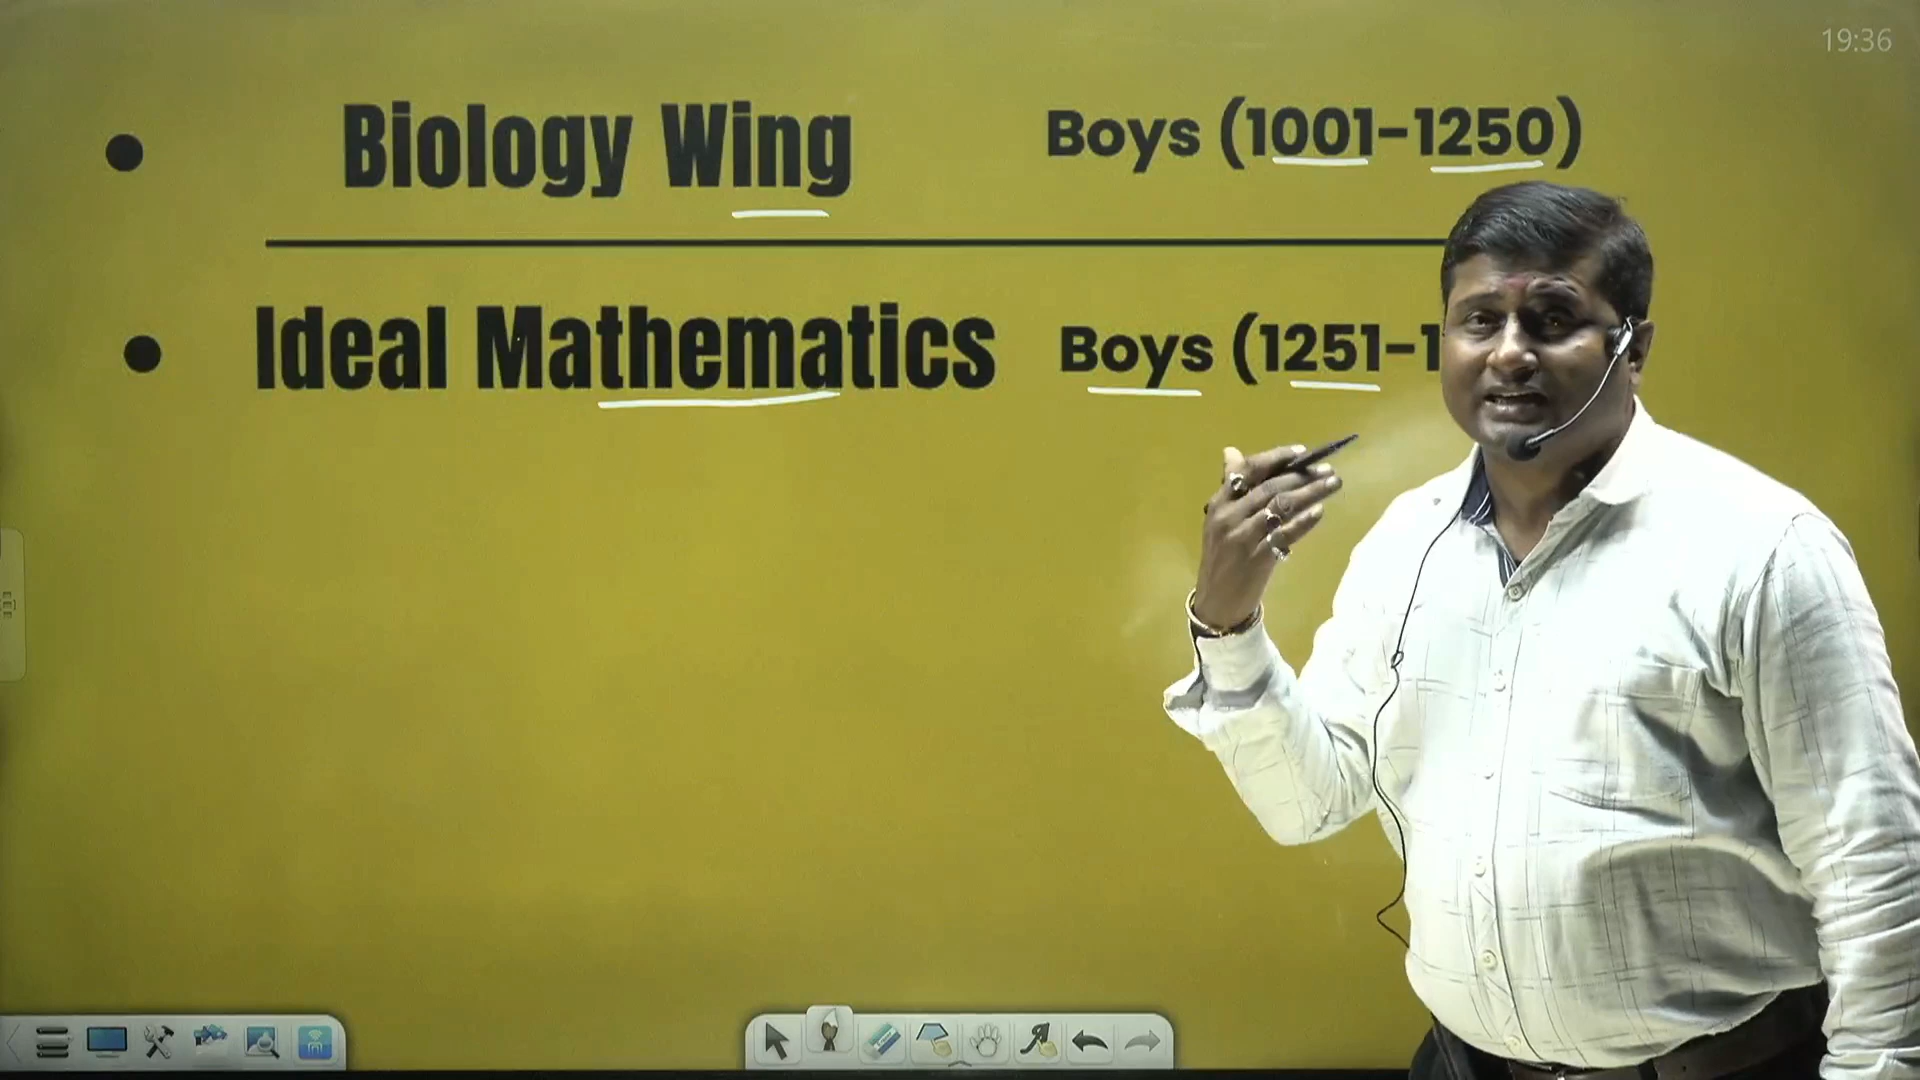 19:36
Biology Wing Boys (1001-1250)
Ideal Mathematics Boys (1251-1